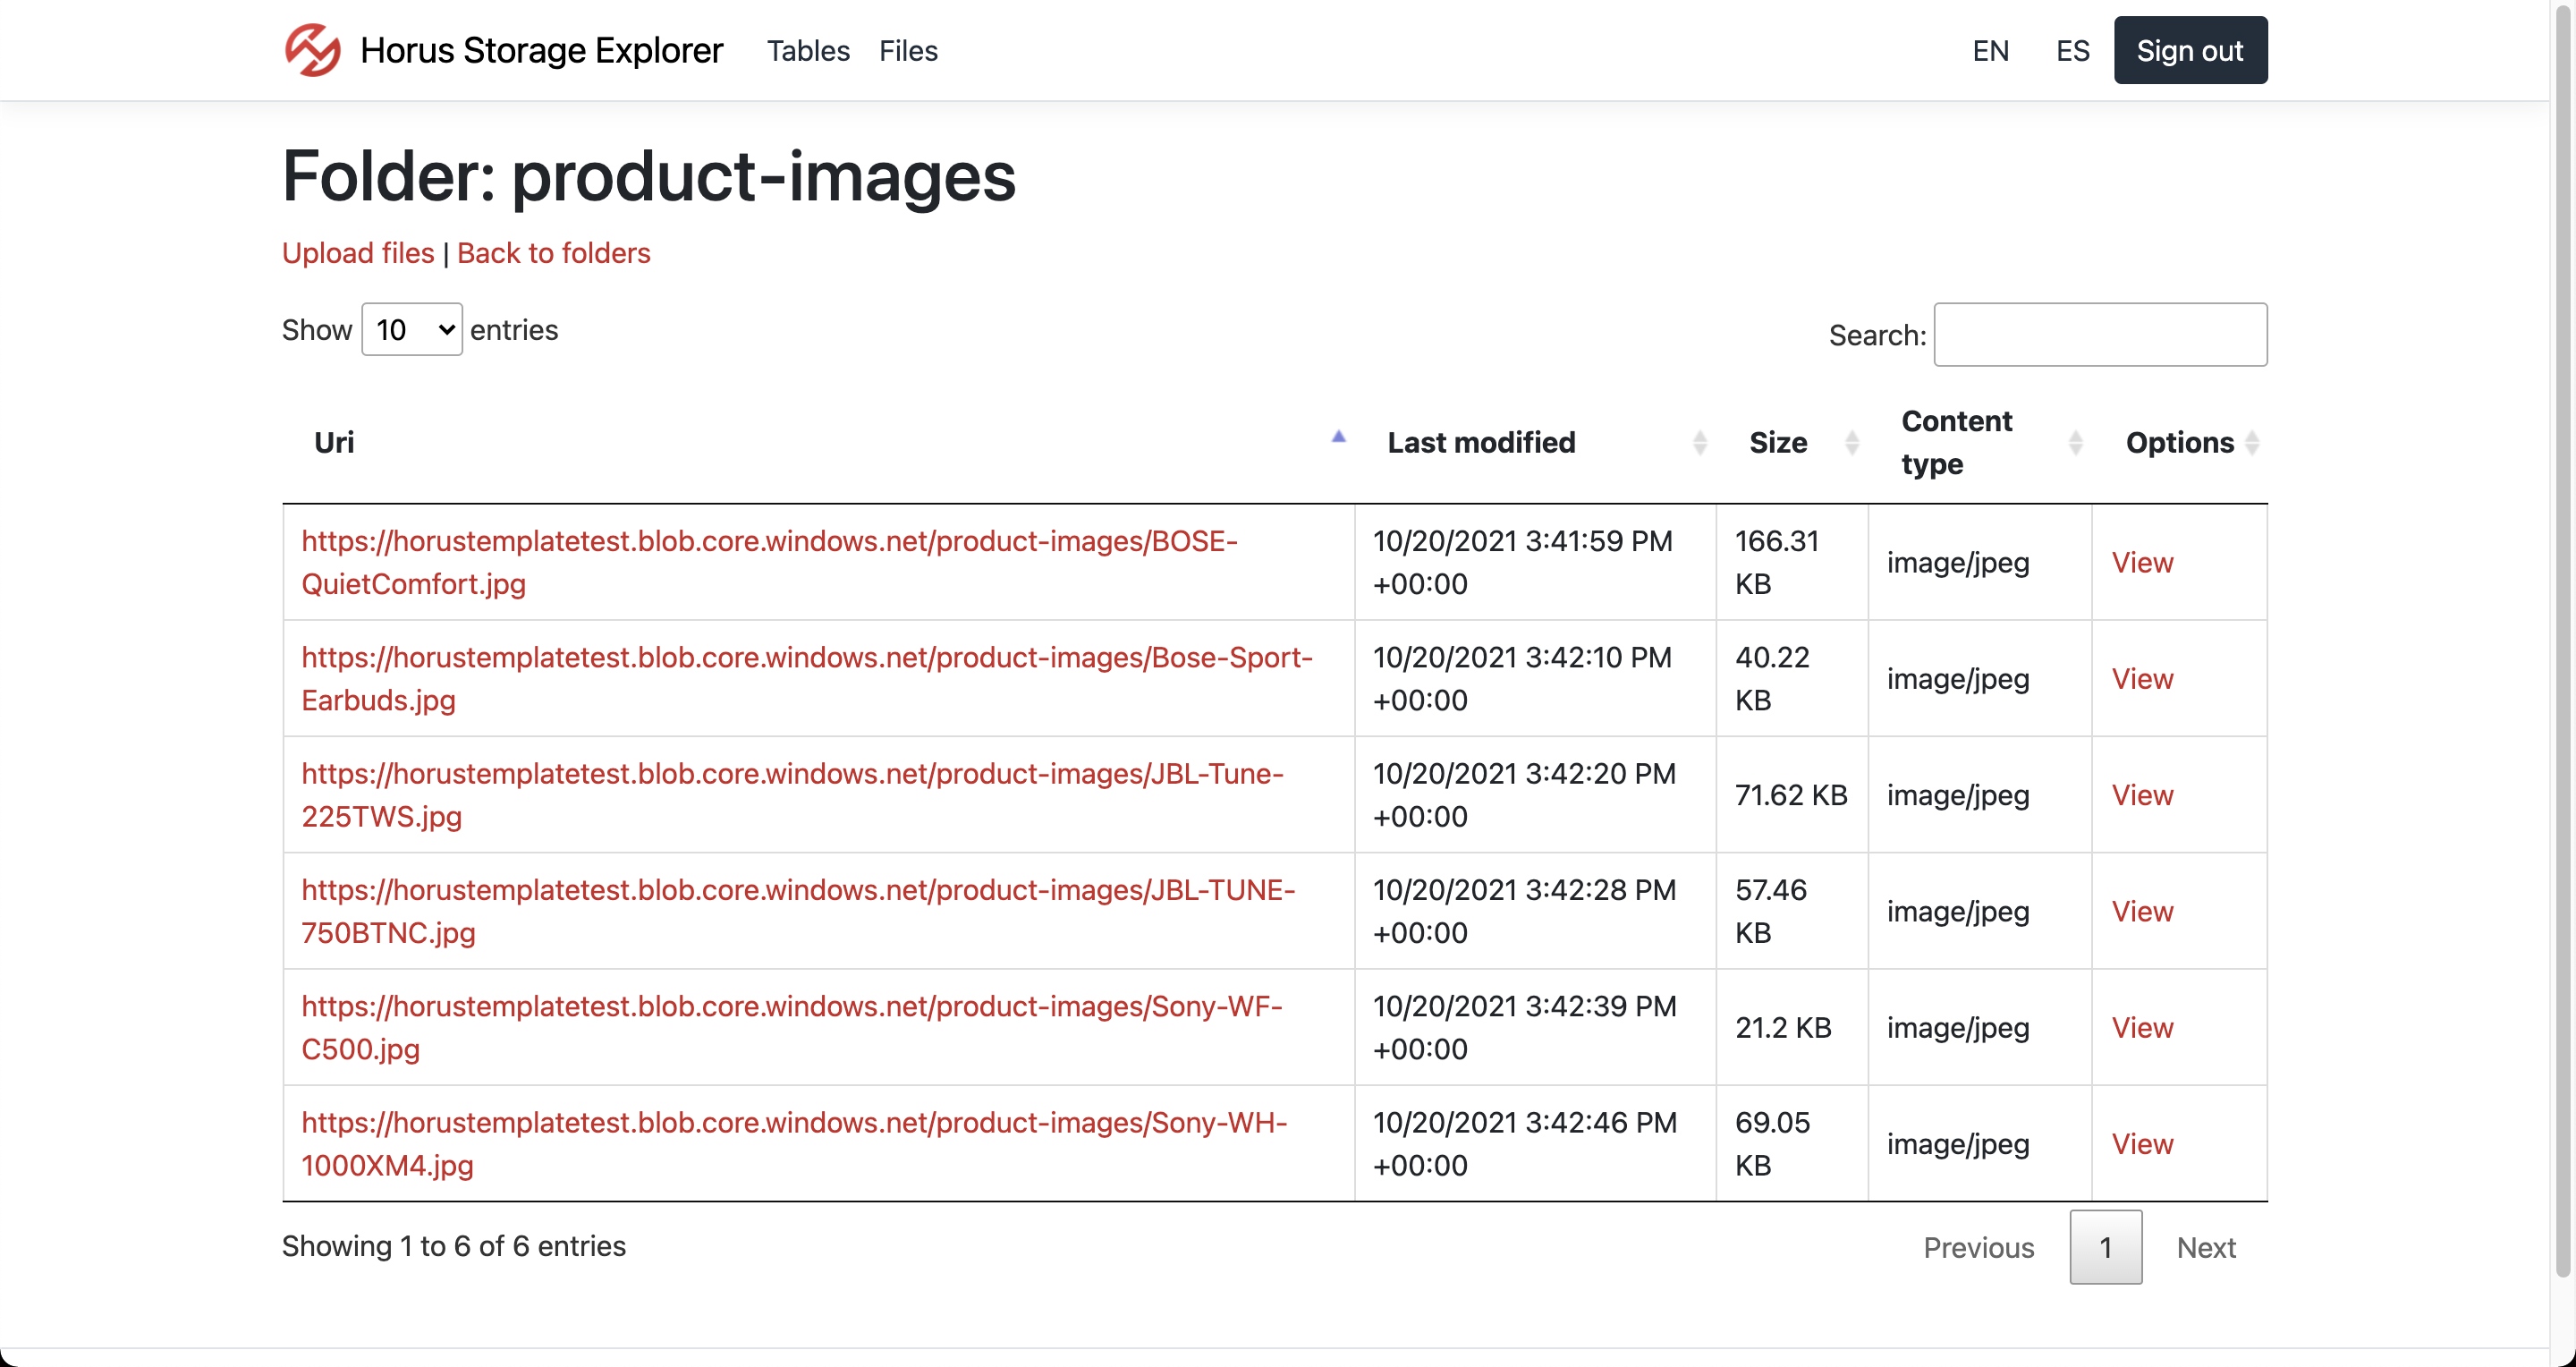 Horus Storage Explorer Tables Files EN ES Sign out
Folder: product-images
Upload files | Back to folders
Show 10 entries Search:
Uri Last modified Size Content type Options
https://horustemplatetest.blob.core.windows.net/product-images/BOSE- 10/20/2021 3:41:59 PM 166.31 image/jpeg View
QuietComfort.jpg +00:00 KB
https://horustemplatetest.blob.core.windows.net/product-images/Bose-Sport- 10/20/2021 3:42:10 PM 40.22 image/jpeg View
Earbuds.jpg +00:00 KB
https://horustemplatetest.blob.core.windows.net/product-images/JBL-Tune- 10/20/2021 3:42:20 PM 71.62 KB image/jpeg View
225TWS.jpg +00:00
https://horustemplatetest.blob.core.windows.net/product-images/JBL-TUNE- 10/20/2021 3:42:28 PM 57.46 image/jpeg View
750BTNC.jpg +00:00 KB
https://horustemplatetest.blob.core.windows.net/product-images/Sony-WF- 10/20/2021 3:42:39 PM 21.2 KB image/jpeg View
C500.jpg +00:00
https://horustemplatetest.blob.core.windows.net/product-images/Sony-WH- 10/20/2021 3:42:46 PM 69.05 image/jpeg View
1000XM4.jpg +00:00 KB
Showing 1 to 6 of 6 entries Previous 1 Next